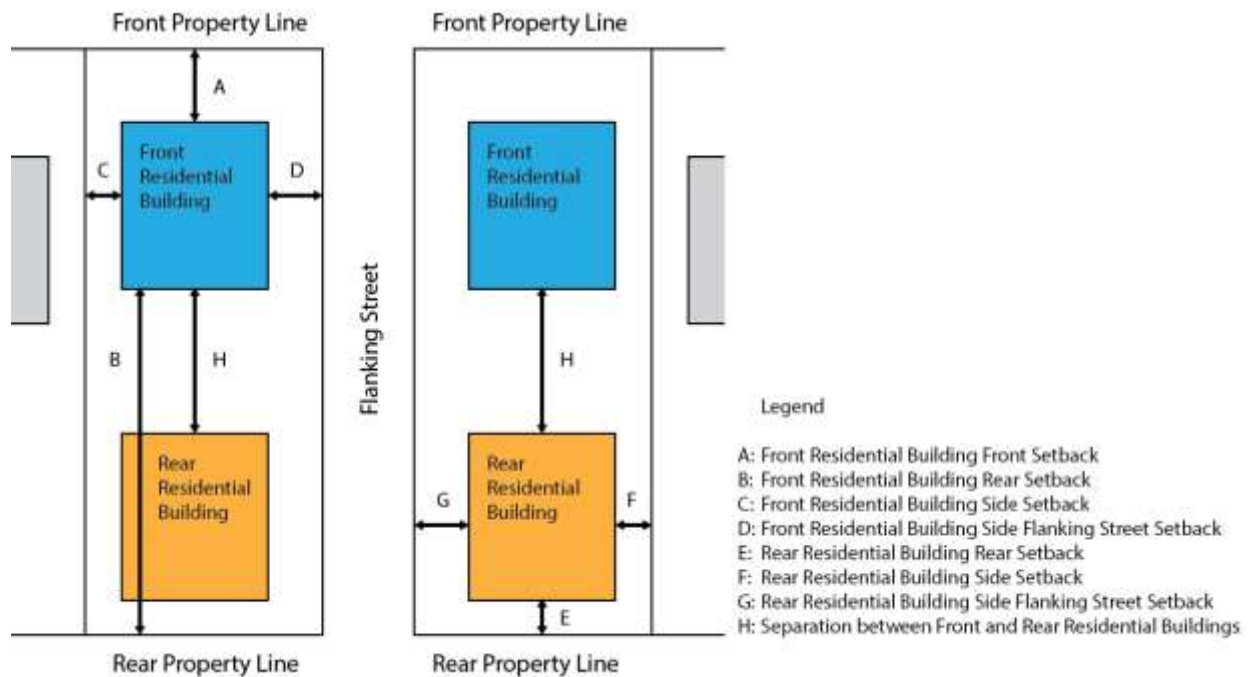 Front Property Line
Front Property Line
A
Front
Residential
Building
C
D
Front
Residential
Building
Flanking Street
B
H
H
Rear
Residential
Building
Rear
Residential
Building
G
F
E
Rear Property Line
Rear Property Line
Legend
A: Front Residential Building Front Setback
B: Front Residential Building Rear Setback
C: Front Residential Building Side Setback
D: Front Residential Building Side Flanking Street Setback
E: Rear Residential Building Rear Setback
F: Rear Residential Building Side Setback
G: Rear Residential Building Side Flanking Street Setback
H: Separation between Front and Rear Residential Buildings